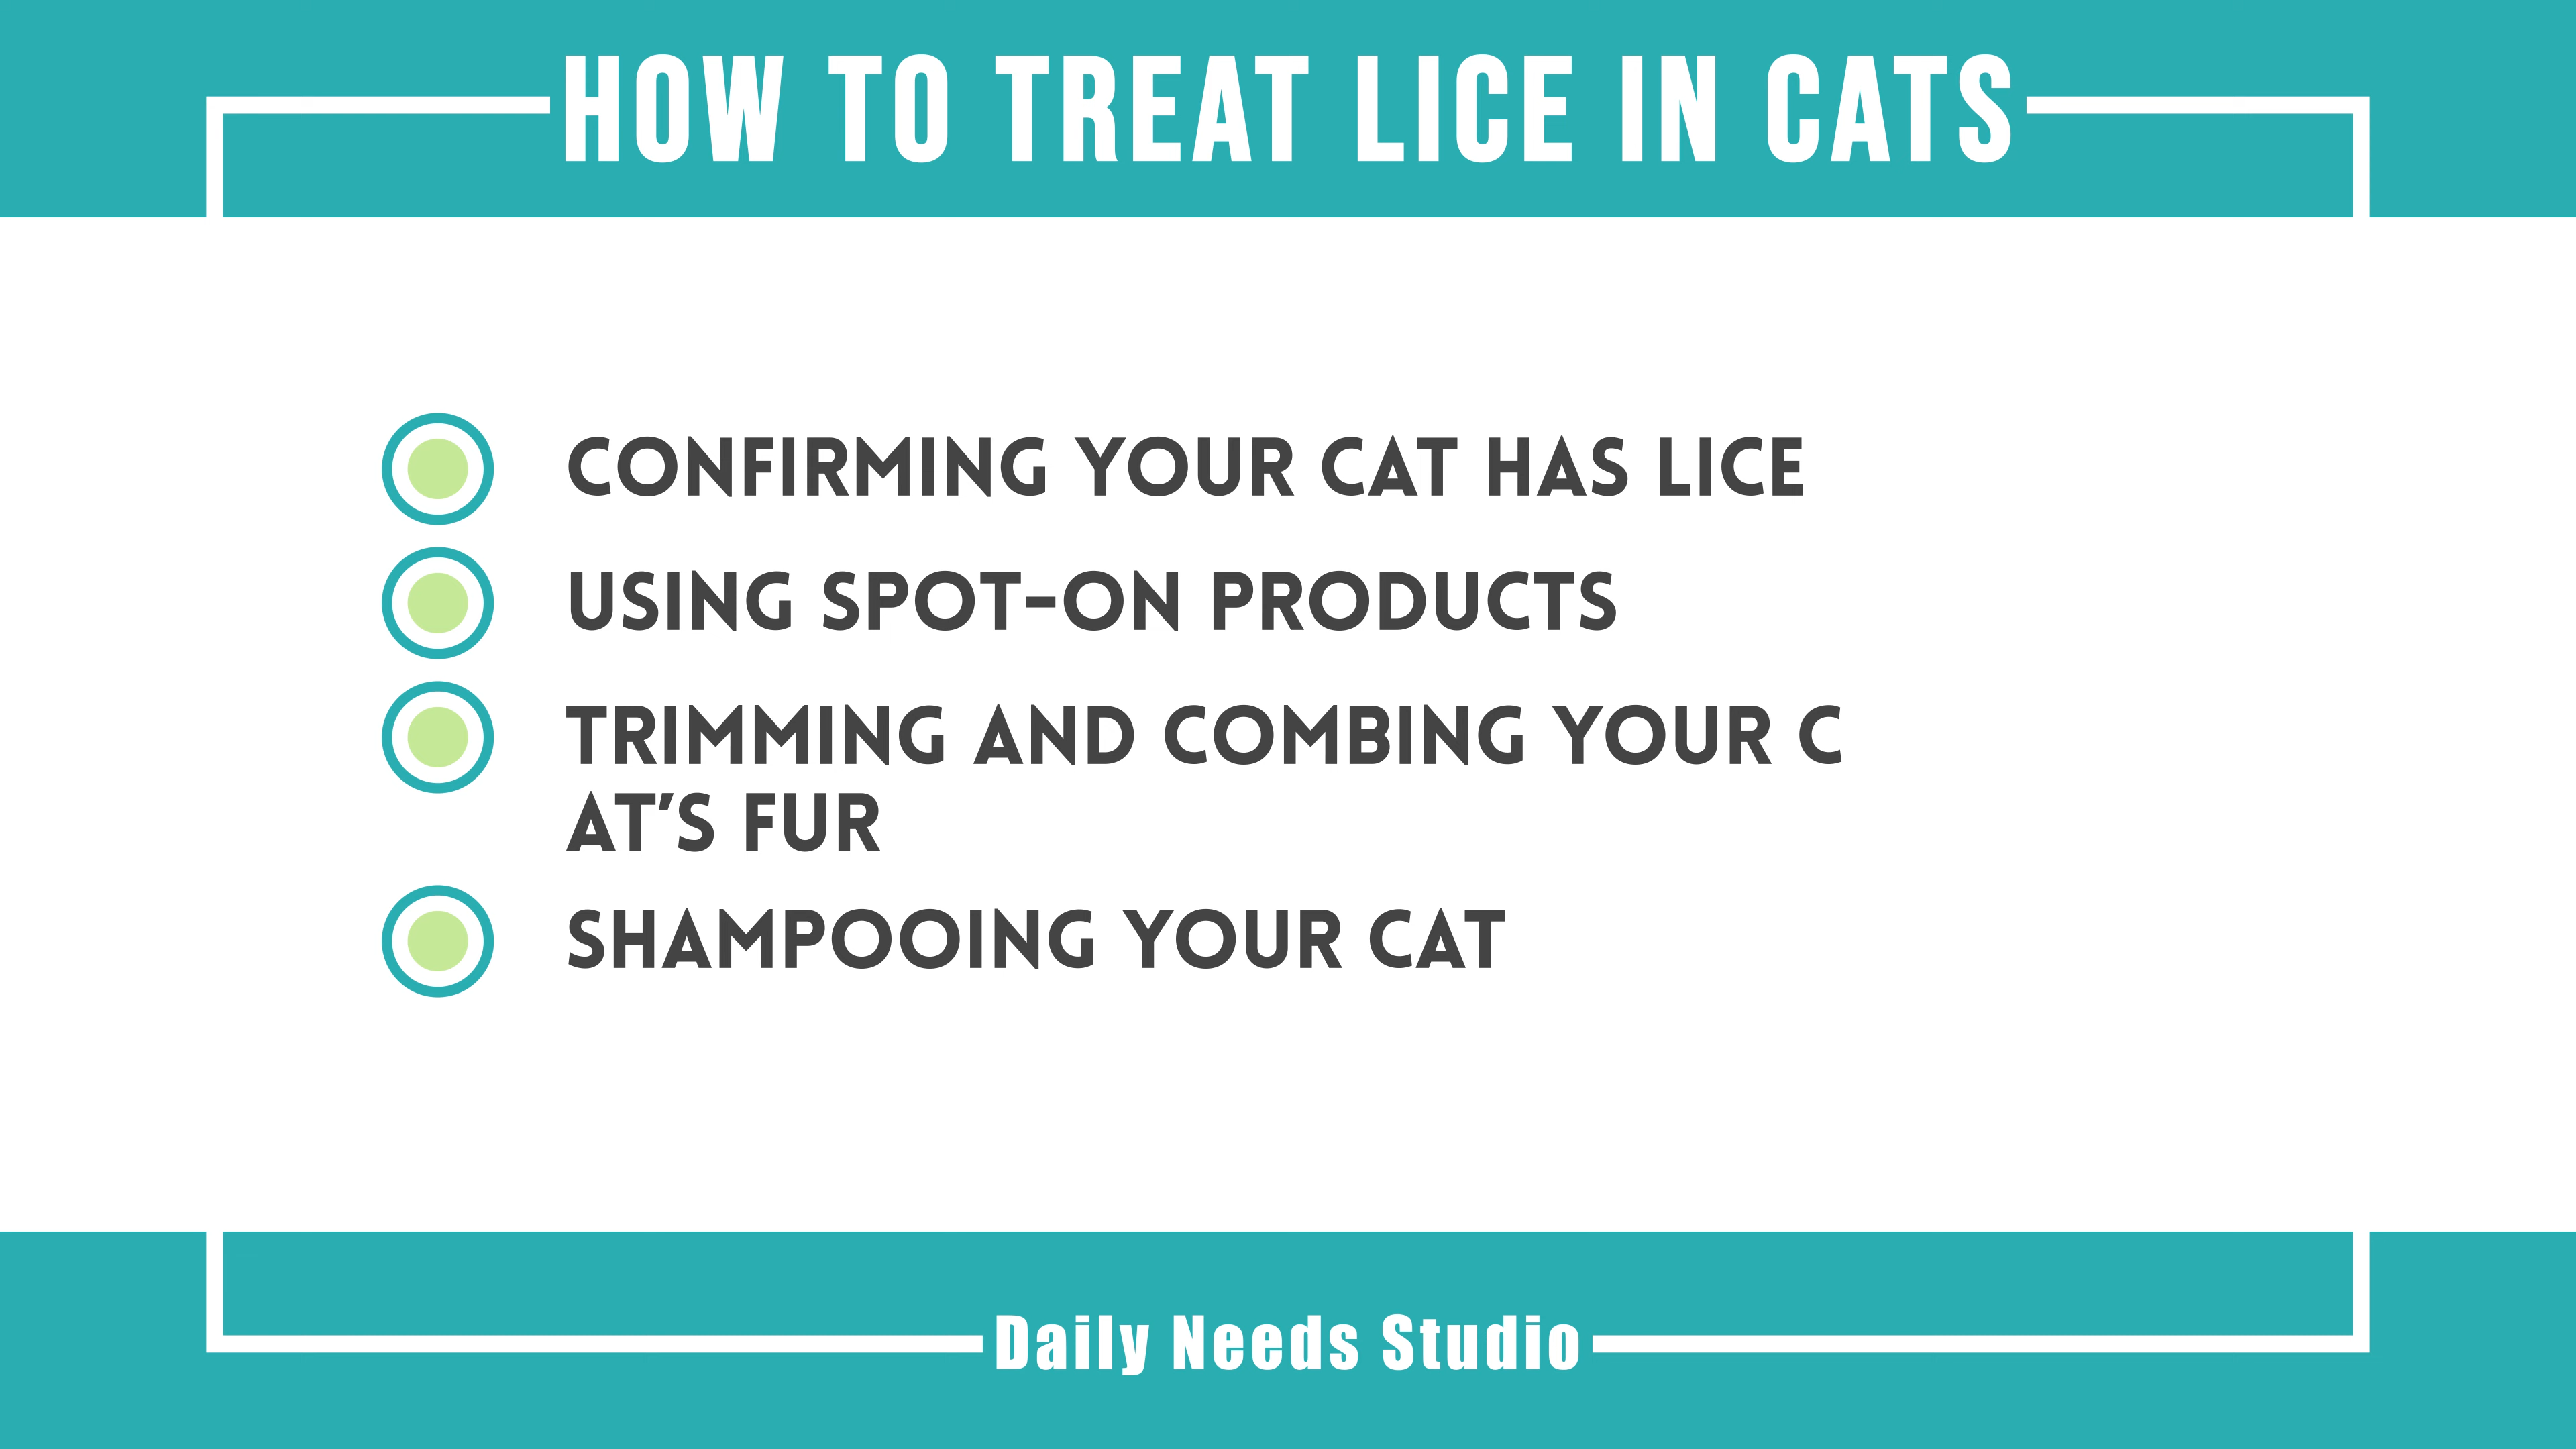 HOW TO TREAT LICE IN CATS
CONFIRMING YOUR CAT HAS LICE
USING SPOT-ON PRODUCTS
TRIMMING AND COMBING YOUR C
AT'S FUR
SHAMPOOING YOUR CAT
Daily Needs Studio